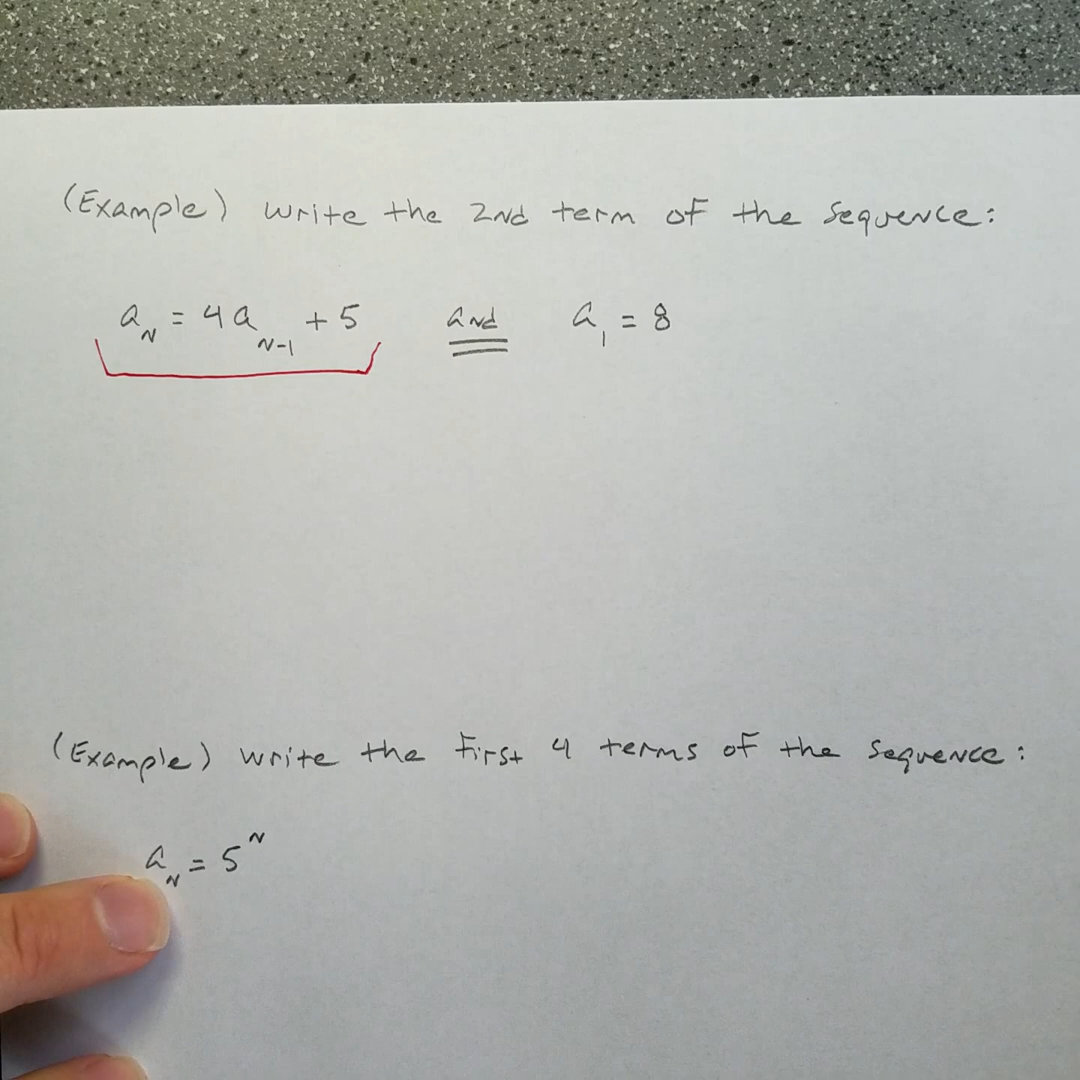 (Example) Write the 2nd term of the sequence:
aₙ = 4aₙ₋₁ + 5 and a₁ = 8
(Example) Write the first 4 terms of the sequence:
aₙ = 5ⁿ